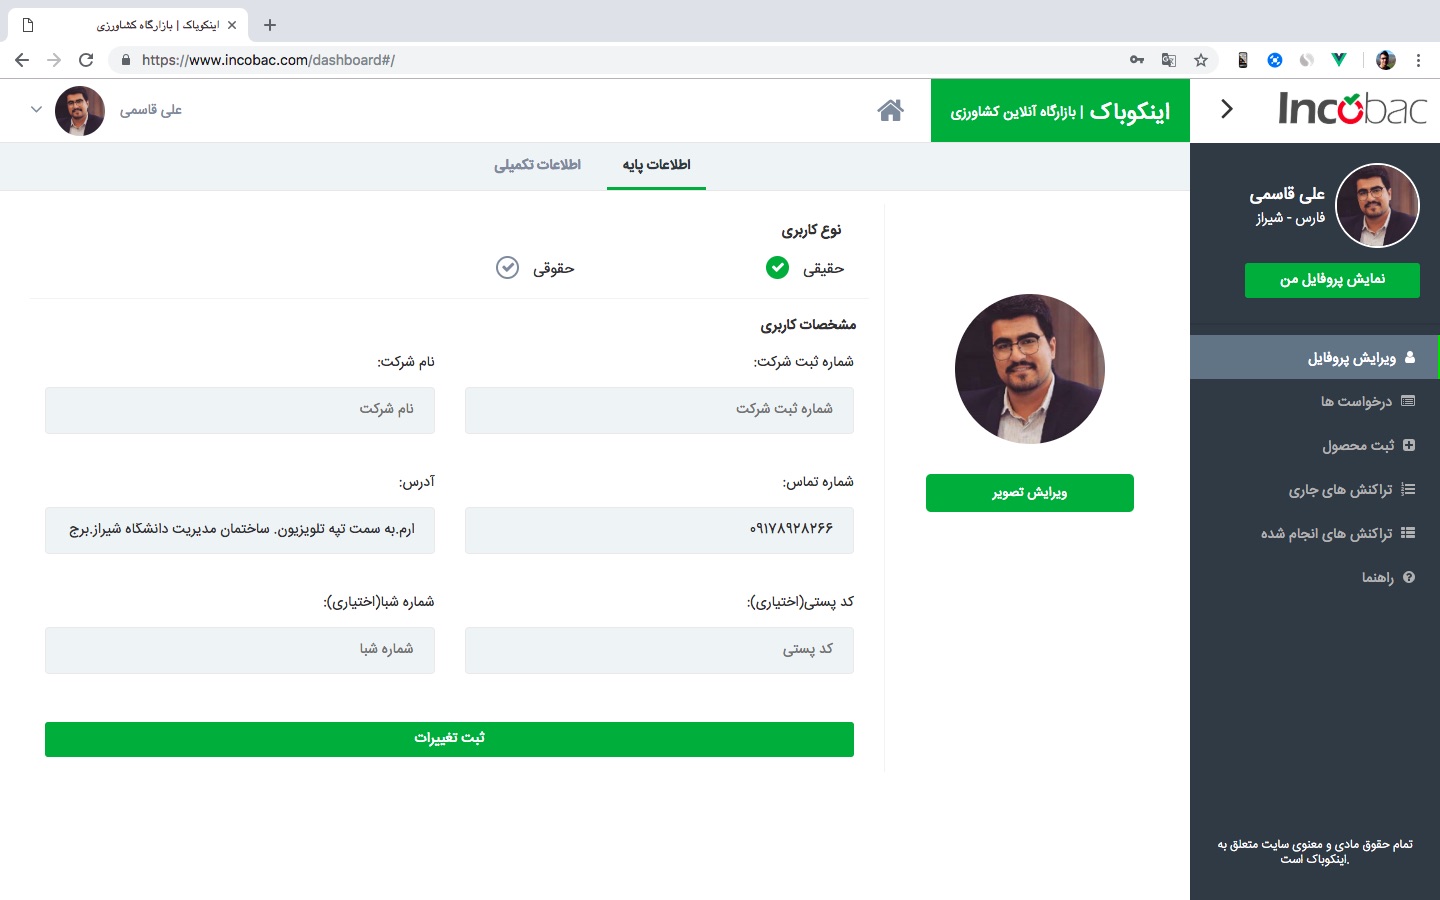 اینکوباک | بازارگاه کشاورزی
https://www.incobac.com/dashboard#/
Incobac
اینکوباک | بازارگاه آنلاین کشاورزی
علی قاسمی
علی قاسمی
فارس - شیراز
نمایش پروفایل من
ویرایش پروفایل
درخواست ها
ثبت محصول
تراکنش های جاری
تراکنش های انجام شده
راهنما
تمام حقوق مادی و معنوی سایت متعلق به
اینکوباک است.
اطلاعات پایه
اطلاعات تکمیلی
ویرایش تصویر
نوع کاربری
حقیقی
حقوقی
مشخصات کاربری
شماره ثبت شرکت:
نام شرکت:
شماره ثبت شرکت
نام شرکت
شماره تماس:
آدرس:
۰۹۱۷۸۹۲۸۲۶۶
ارم.به سمت تپه تلویزیون. ساختمان مدیریت دانشگاه شیراز.برج
کد پستی(اختیاری):
شماره شبا(اختیاری):
کد پستی
شماره شبا
ثبت تغییرات